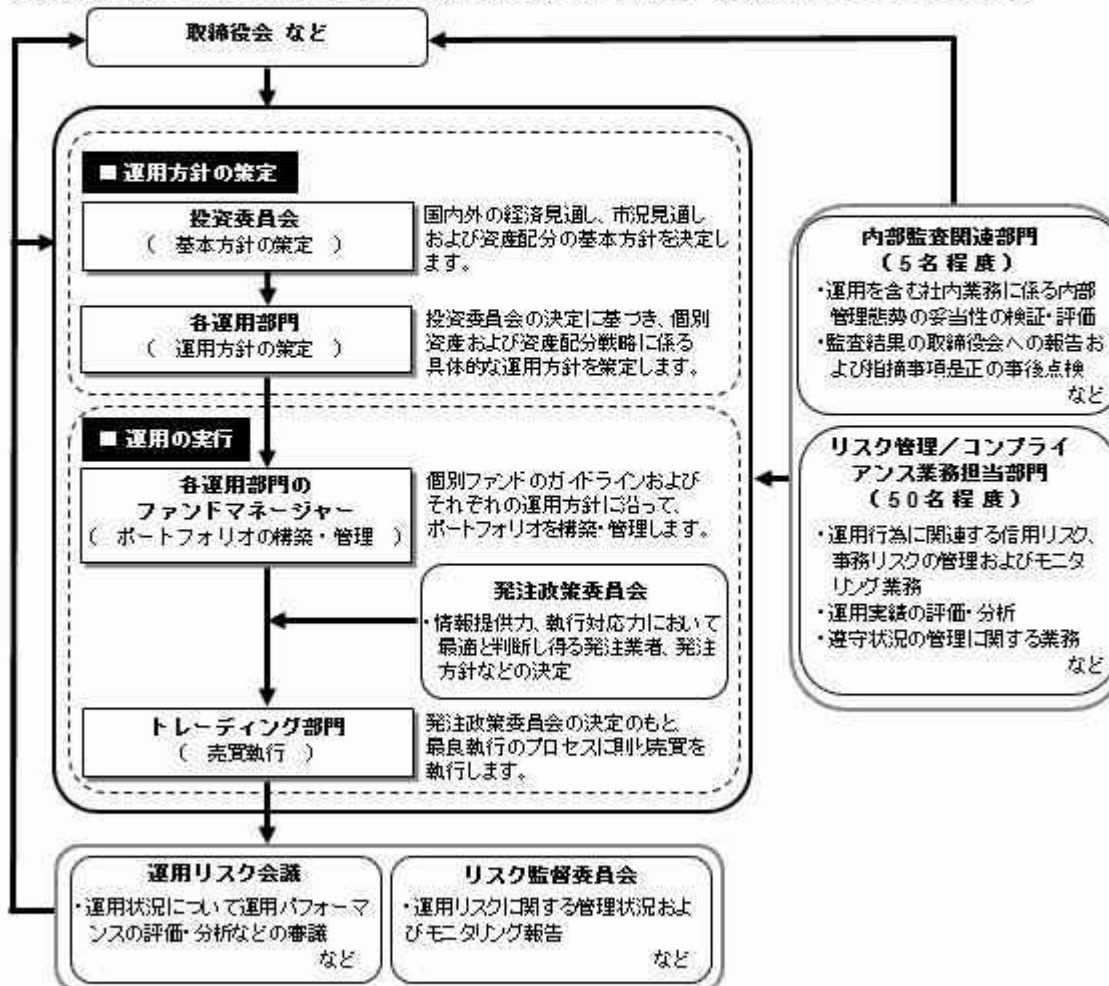 取締役会 など
■ 運用方針の策定
投資委員会
( 基本方針の策定 )
国内外の経済見通し、市況見通し
および資産配分の基本方針を決定し
ます。
各運用部門
( 運用方針の策定 )
投資委員会の決定に基づき、個別
資産および資産配分戦略に係る
具体的な運用方針を策定します。
■ 運用の実行
各運用部門の
ファンドマネージャー
( ポートフォリオの構築・管理 )
個別ファンドのガイドラインおよび
それぞれの運用方針に沿って、
ポートフォリオを構築・管理します。
発注政策委員会
・情報提供力、執行対応力において
最適と判断し得る発注業者、発注
方針などの決定
トレーディング部門
( 売買執行 )
発注政策委員会の決定のもと、
最良執行のプロセスに則り売買を
執行します。
運用リスク会議
・運用状況について運用パフォーマ
ンスの評価・分析などの審議
など
リスク監督委員会
・運用リスクに関する管理状況およ
びモニタリング報告
など
内部監査関連部門
(5名程度)
・運用を含む社内業務に係る内部
管理態勢の妥当性の検証・評価
・監査結果の取締役会への報告お
よび指摘事項是正の事後点検
など
リスク管理/コンプライ
アンス業務担当部門
(50名程度)
・運用行為に関連する信用リスク、
事務リスクの管理およびモニタ
リング業務
・運用実績の評価・分析
・遵守状況の管理に関する業務
など